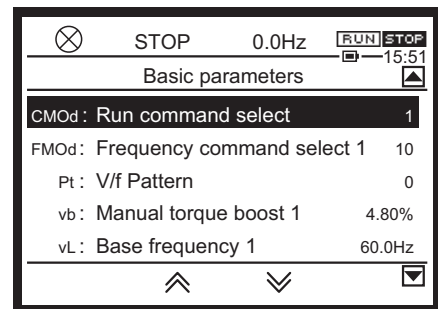 STOP 0.0Hz RUN STOP
15:51
Basic parameters
CMOd : Run command select 1
FMOd : Frequency command select 1 10
Pt : V/f Pattern 0
vb : Manual torque boost 1 4.80%
vL : Base frequency 1 60.0Hz